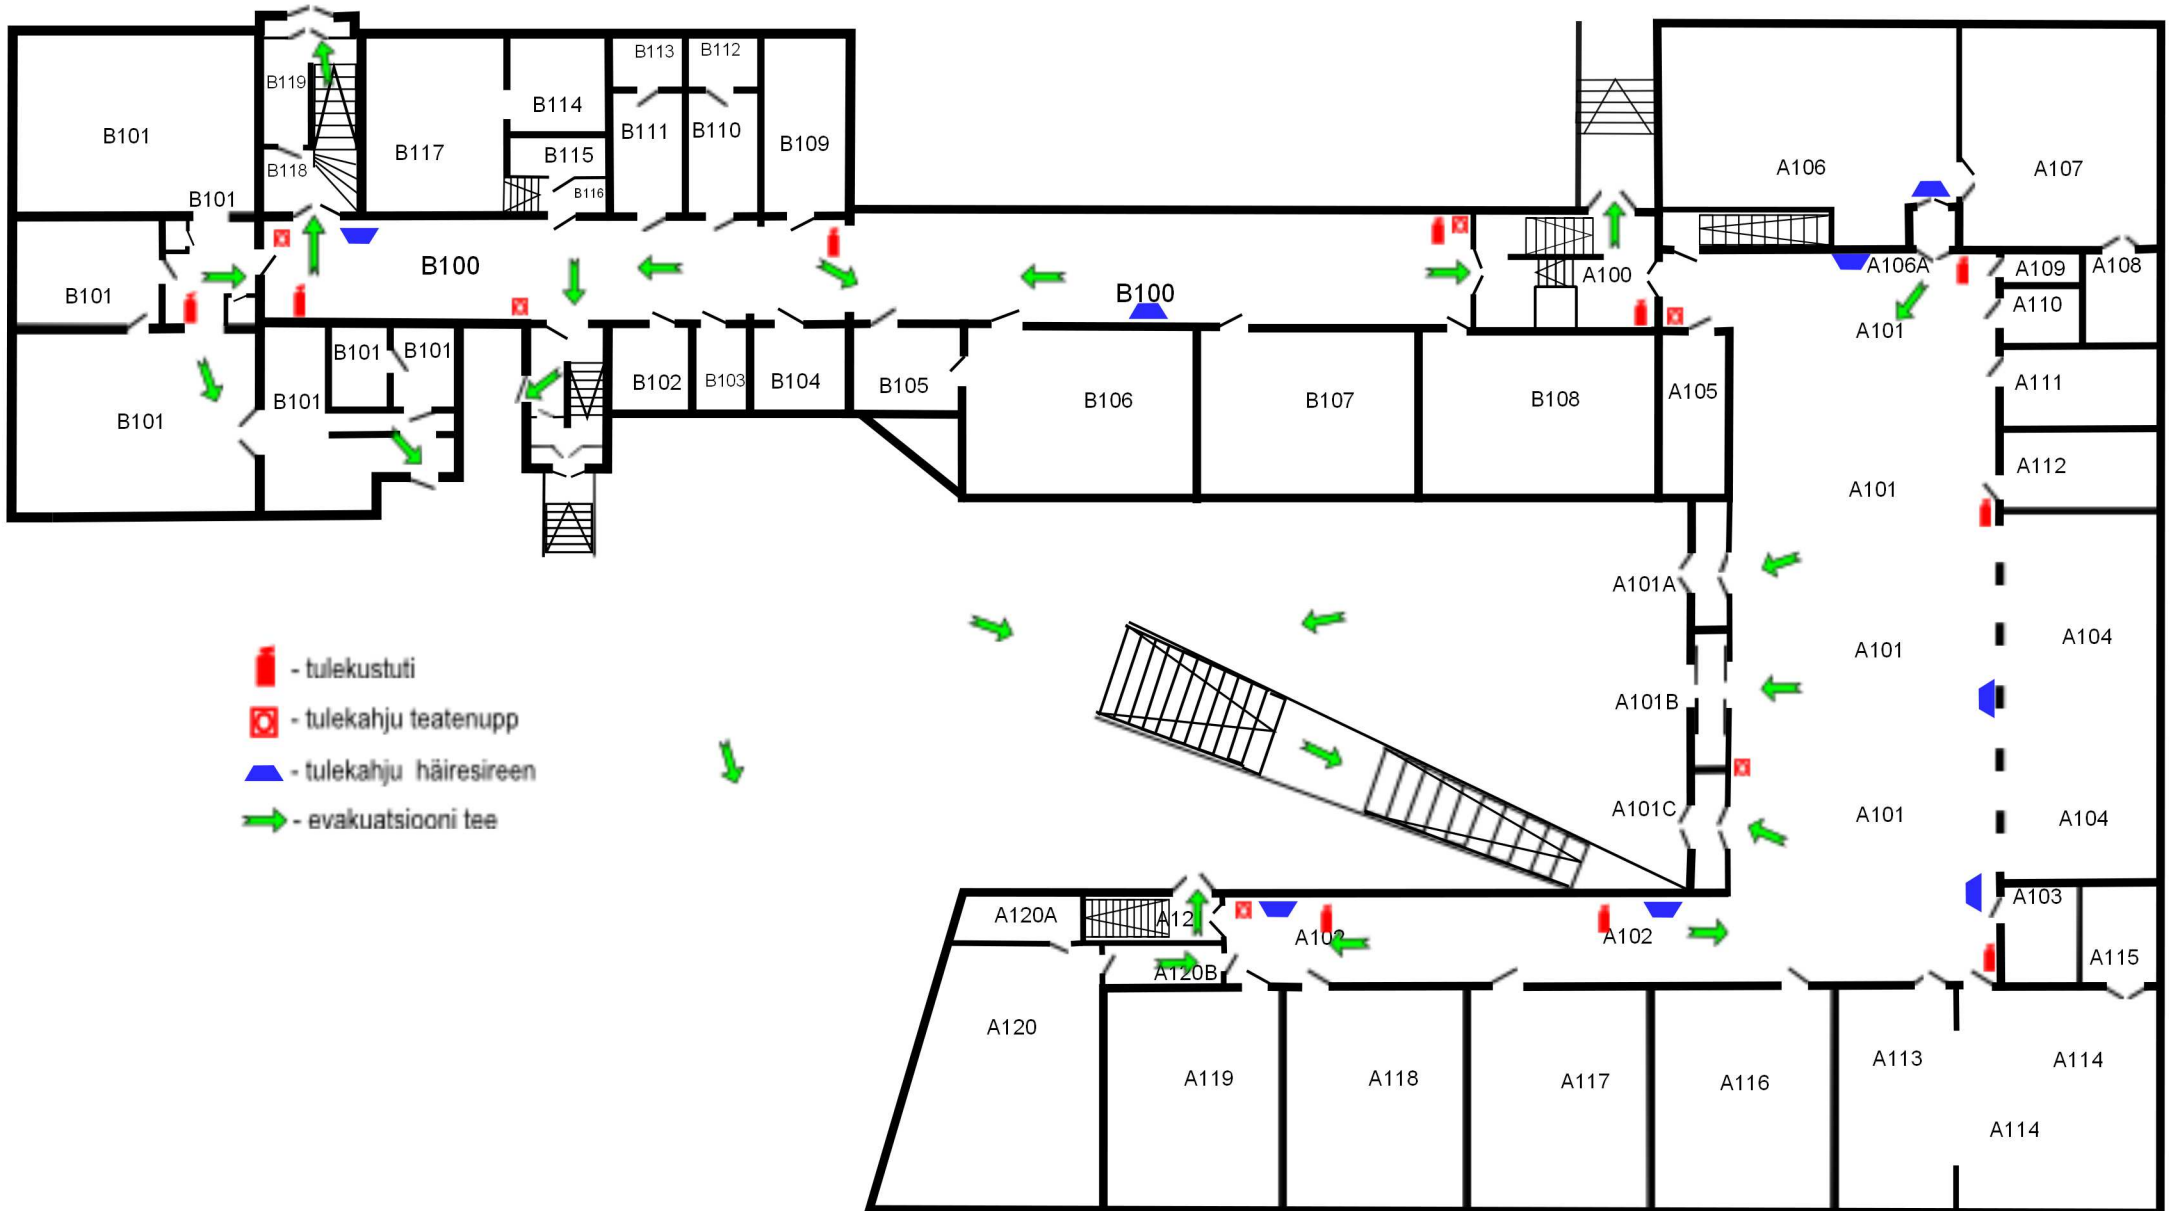 B113
B112
B119
B114
B101
B111
B110
B109
B117
B115
B118
B116
B101
A106
A107
B101
B100
B100
A100
A106A
A109
A108
A110
A101
B101
B101
B101
B102
B103
B104
B105
B106
B107
B108
A105
A111
B101
B101
A112
A101
A101A
A104
A101
A101B
- tulekustuti
- tulekahju teatenupp
- tulekahju häiresireen
- evakuatsiooni tee
A101C
A101
A104
A103
A120A
A12
A102
A102
A120B
A115
A120
A119
A118
A117
A116
A113
A114
A114